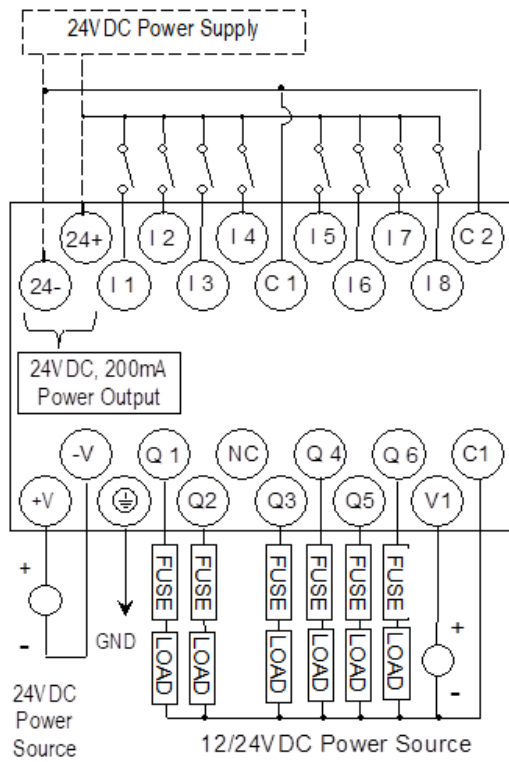 24VDC Power Supply
24+ I 2 I 4 I 5 I 7 C 2
24- I 1 I 3 C 1 I 6 I 8
24VDC, 200mA
Power Output
-V Q 1 NC Q 4 Q 6 C1
+V Q2 Q3 Q5 V1
+
-
GND
FUSE FUSE FUSE FUSE FUSE FUSE
LOAD LOAD LOAD LOAD LOAD LOAD
+
-
24VDC
Power
Source
12/24VDC Power Source